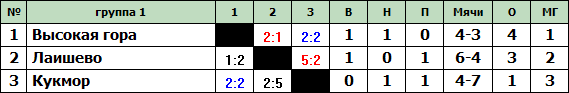 № группа 1 1 2 3 В Н П Мячи О МГ
1 Высокая гора 2:1 2:2 1 1 0 4-3 4 1
2 Лаишево 1:2 5:2 1 0 1 6-4 3 2
3 Кукмор 2:2 2:5 0 1 1 4-7 1 3